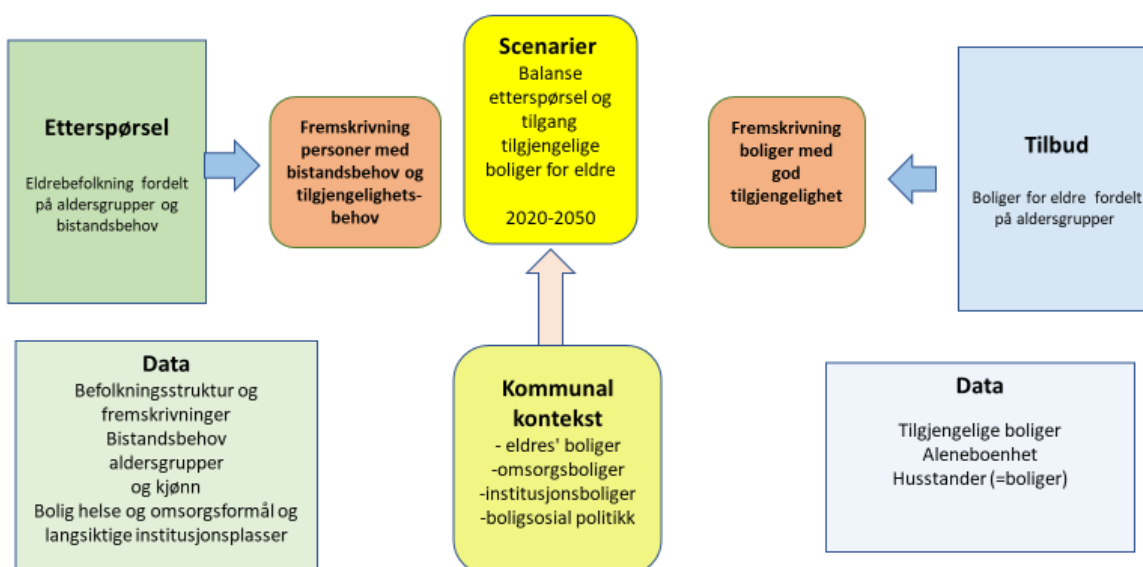 Etterspørsel
Eldrebefolkning fordelt
på aldersgrupper og
bistandsbehov
Fremskrivning
personer med
bistandsbehov og
tilgjengelighets-
behov
Scenarier
Balanse
etterspørsel og
tilgang
tilgjengelige
boliger for eldre
2020-2050
Fremskrivning
boliger med
god
tilgjengelighet
Tilbud
Boliger for eldre fordelt
på aldersgrupper
Data
Befolkningsstruktur og
fremskrivninger
Bistandsbehov
aldersgrupper
og kjønn
Bolig helse og omsorgsformål og
langsiktige institusjonsplasser
Kommunal
kontekst
- eldres' boliger
-omsorgsboliger
-institusjonsboliger
-boligsosial politikk
Data
Tilgjengelige boliger
Aleneboenhet
Husstander (=boliger)